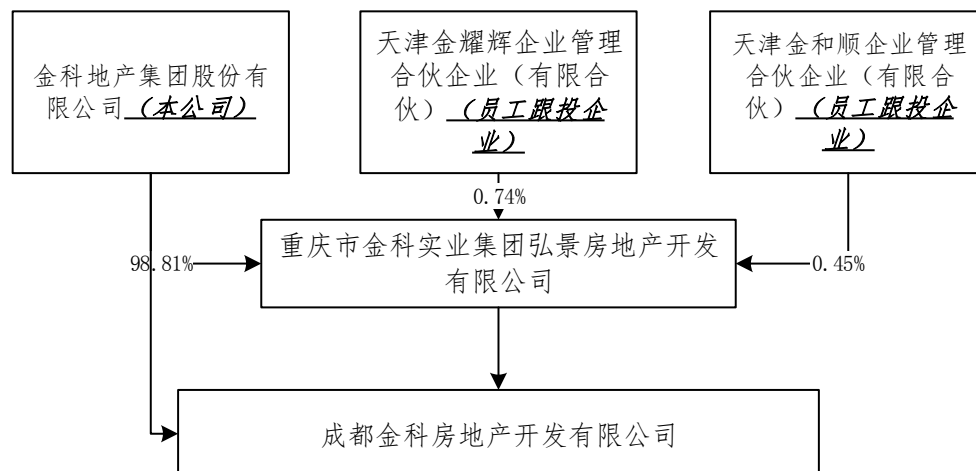 金科地产集团股份有
限公司（本公司）
天津金耀辉企业管理
合伙企业（有限合
伙）（员工跟投企
业）
天津金和顺企业管理
合伙企业（有限合
伙）（员工跟投企
业）
0.74%
98.81%
0.45%
重庆市金科实业集团弘景房地产开发
有限公司
成都金科房地产开发有限公司